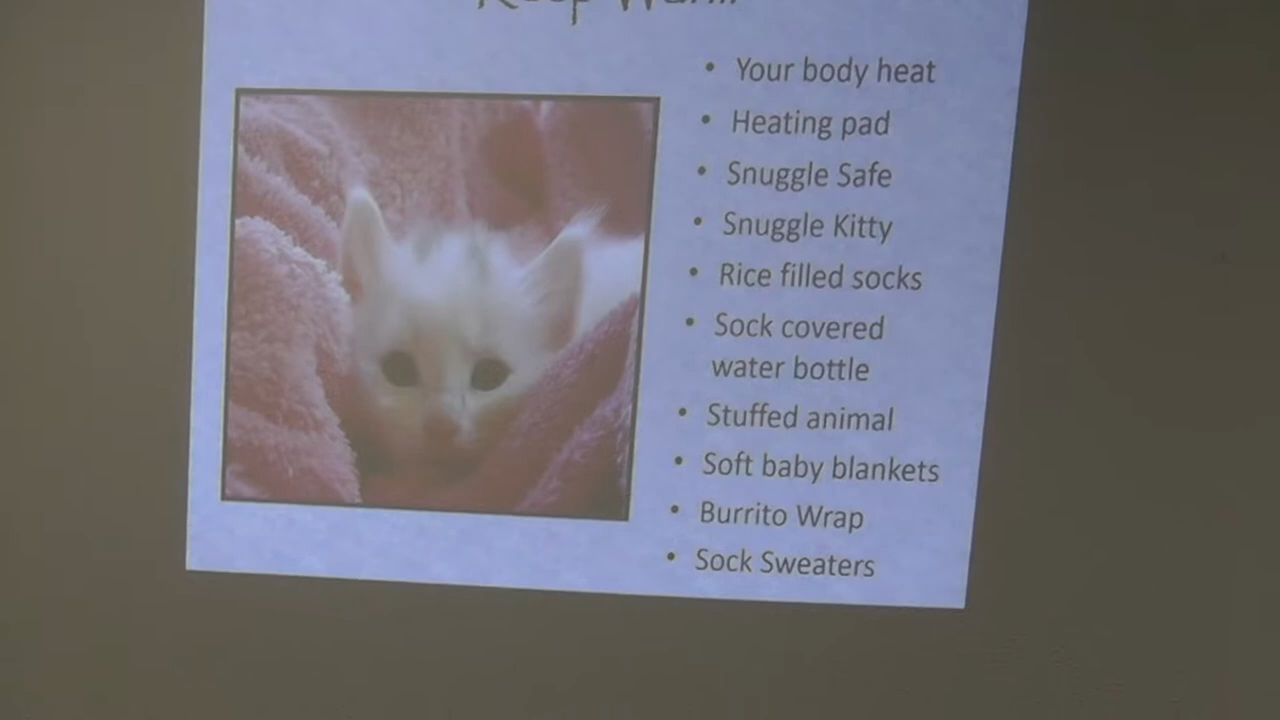 • Your body heat
• Heating pad
• Snuggle Safe
• Snuggle Kitty
• Rice filled socks
• Sock covered
water bottle
• Stuffed animal
• Soft baby blankets
• Burrito Wrap
• Sock Sweaters